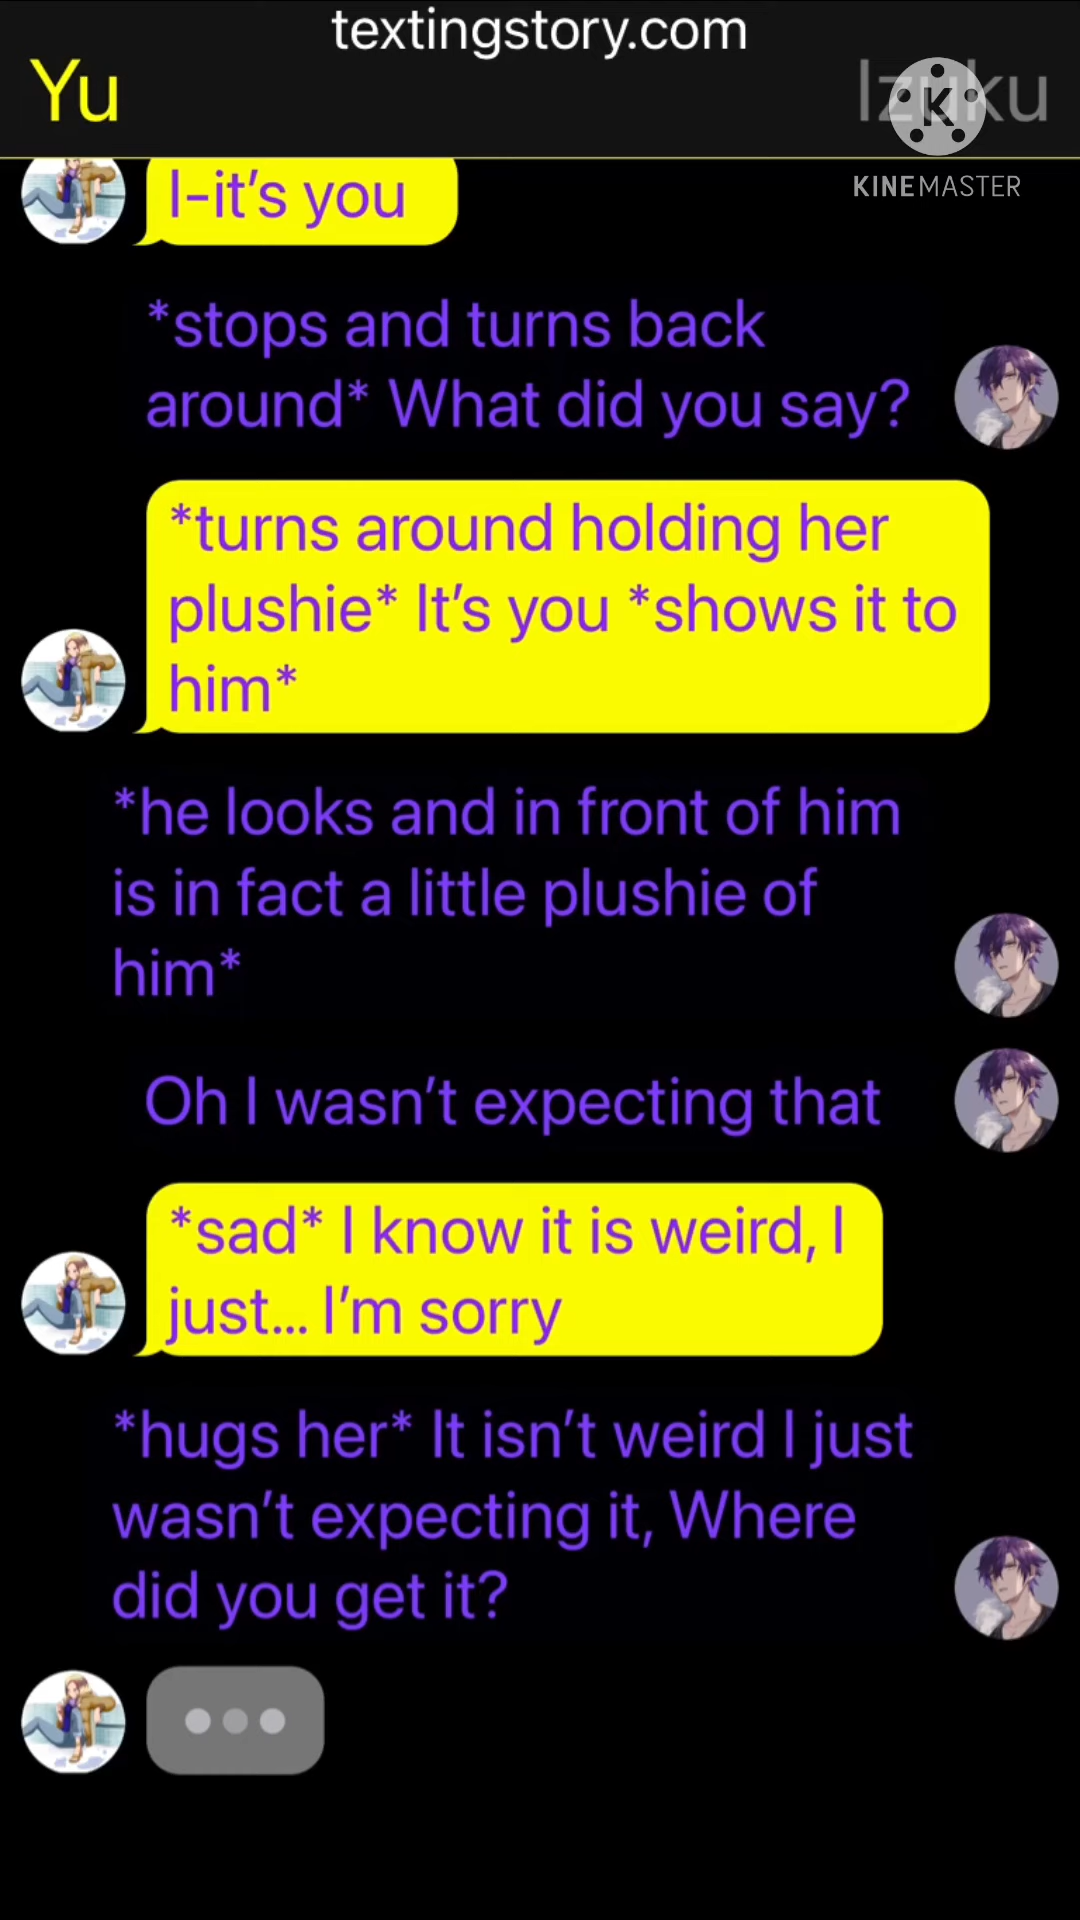 textingstory.com
Yu
Izuku
K
KINEMASTER
I-it’s you
*stops and turns back
around* What did you say?
*turns around holding her
plushie* It’s you *shows it to
him*
*he looks and in front of him
is in fact a little plushie of
him*
Oh I wasn’t expecting that
*sad* I know it is weird, I
just... I’m sorry
*hugs her* It isn’t weird I just
wasn’t expecting it, Where
did you get it?